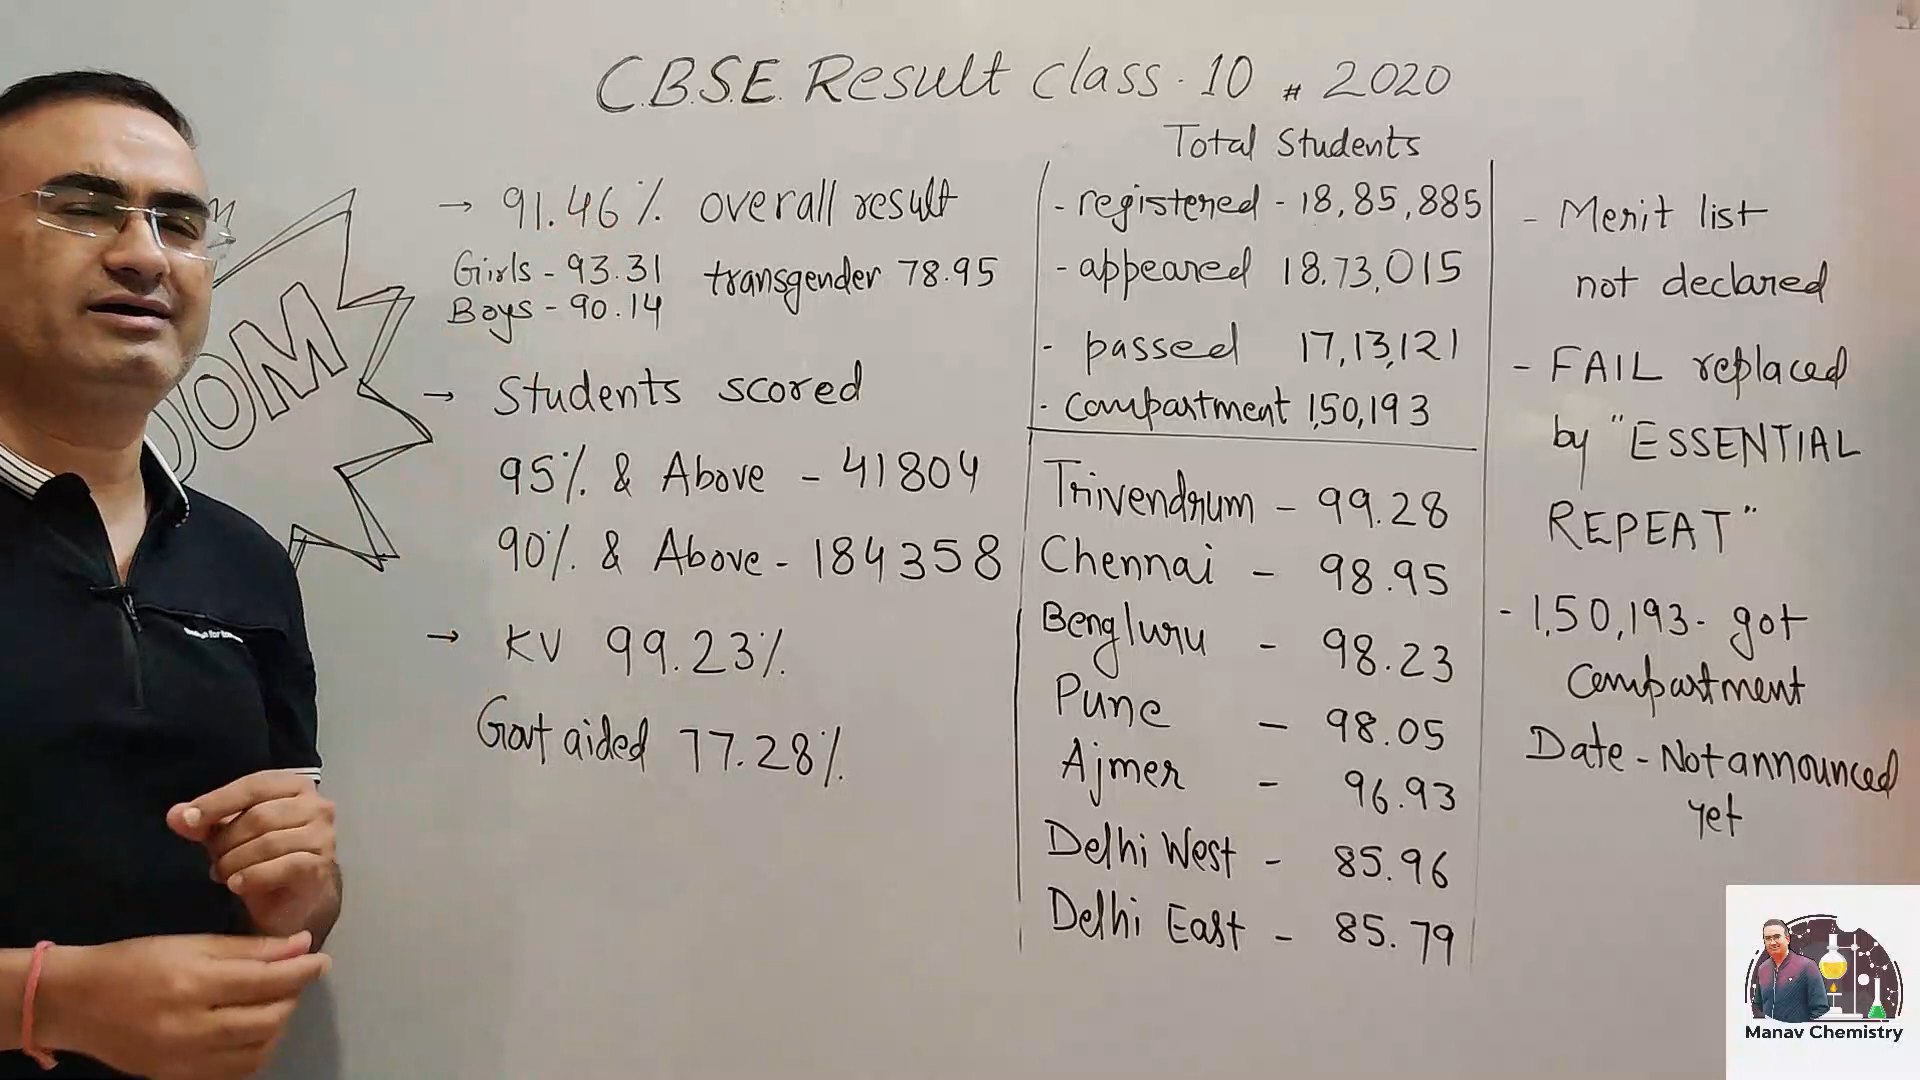 C.B.S.E. Result Class - 10 # 2020
→ 91.46% overall result
Girls - 93.31 transgender 78.95
Boys - 90.14
OOM
→ Students scored
95% & Above - 41804
90% & Above - 184358
→ KV 99.23%
Govt aided 77.28%
Total Students
- registered - 18,85,885
- appeared 18.73,015
- passed 17,13,121
- compartment 1,50,193
Trivendrum - 99.28
Chennai - 98.95
Bengluru - 98.23
Pune - 98.05
Ajmer - 96.93
Delhi West - 85.96
Delhi East - 85.79
- Merit list
not declared
- FAIL replaced
by "ESSENTIAL
REPEAT"
- 1,50,193 - got
compartment
Date - Not announced
yet
Manav Chemistry